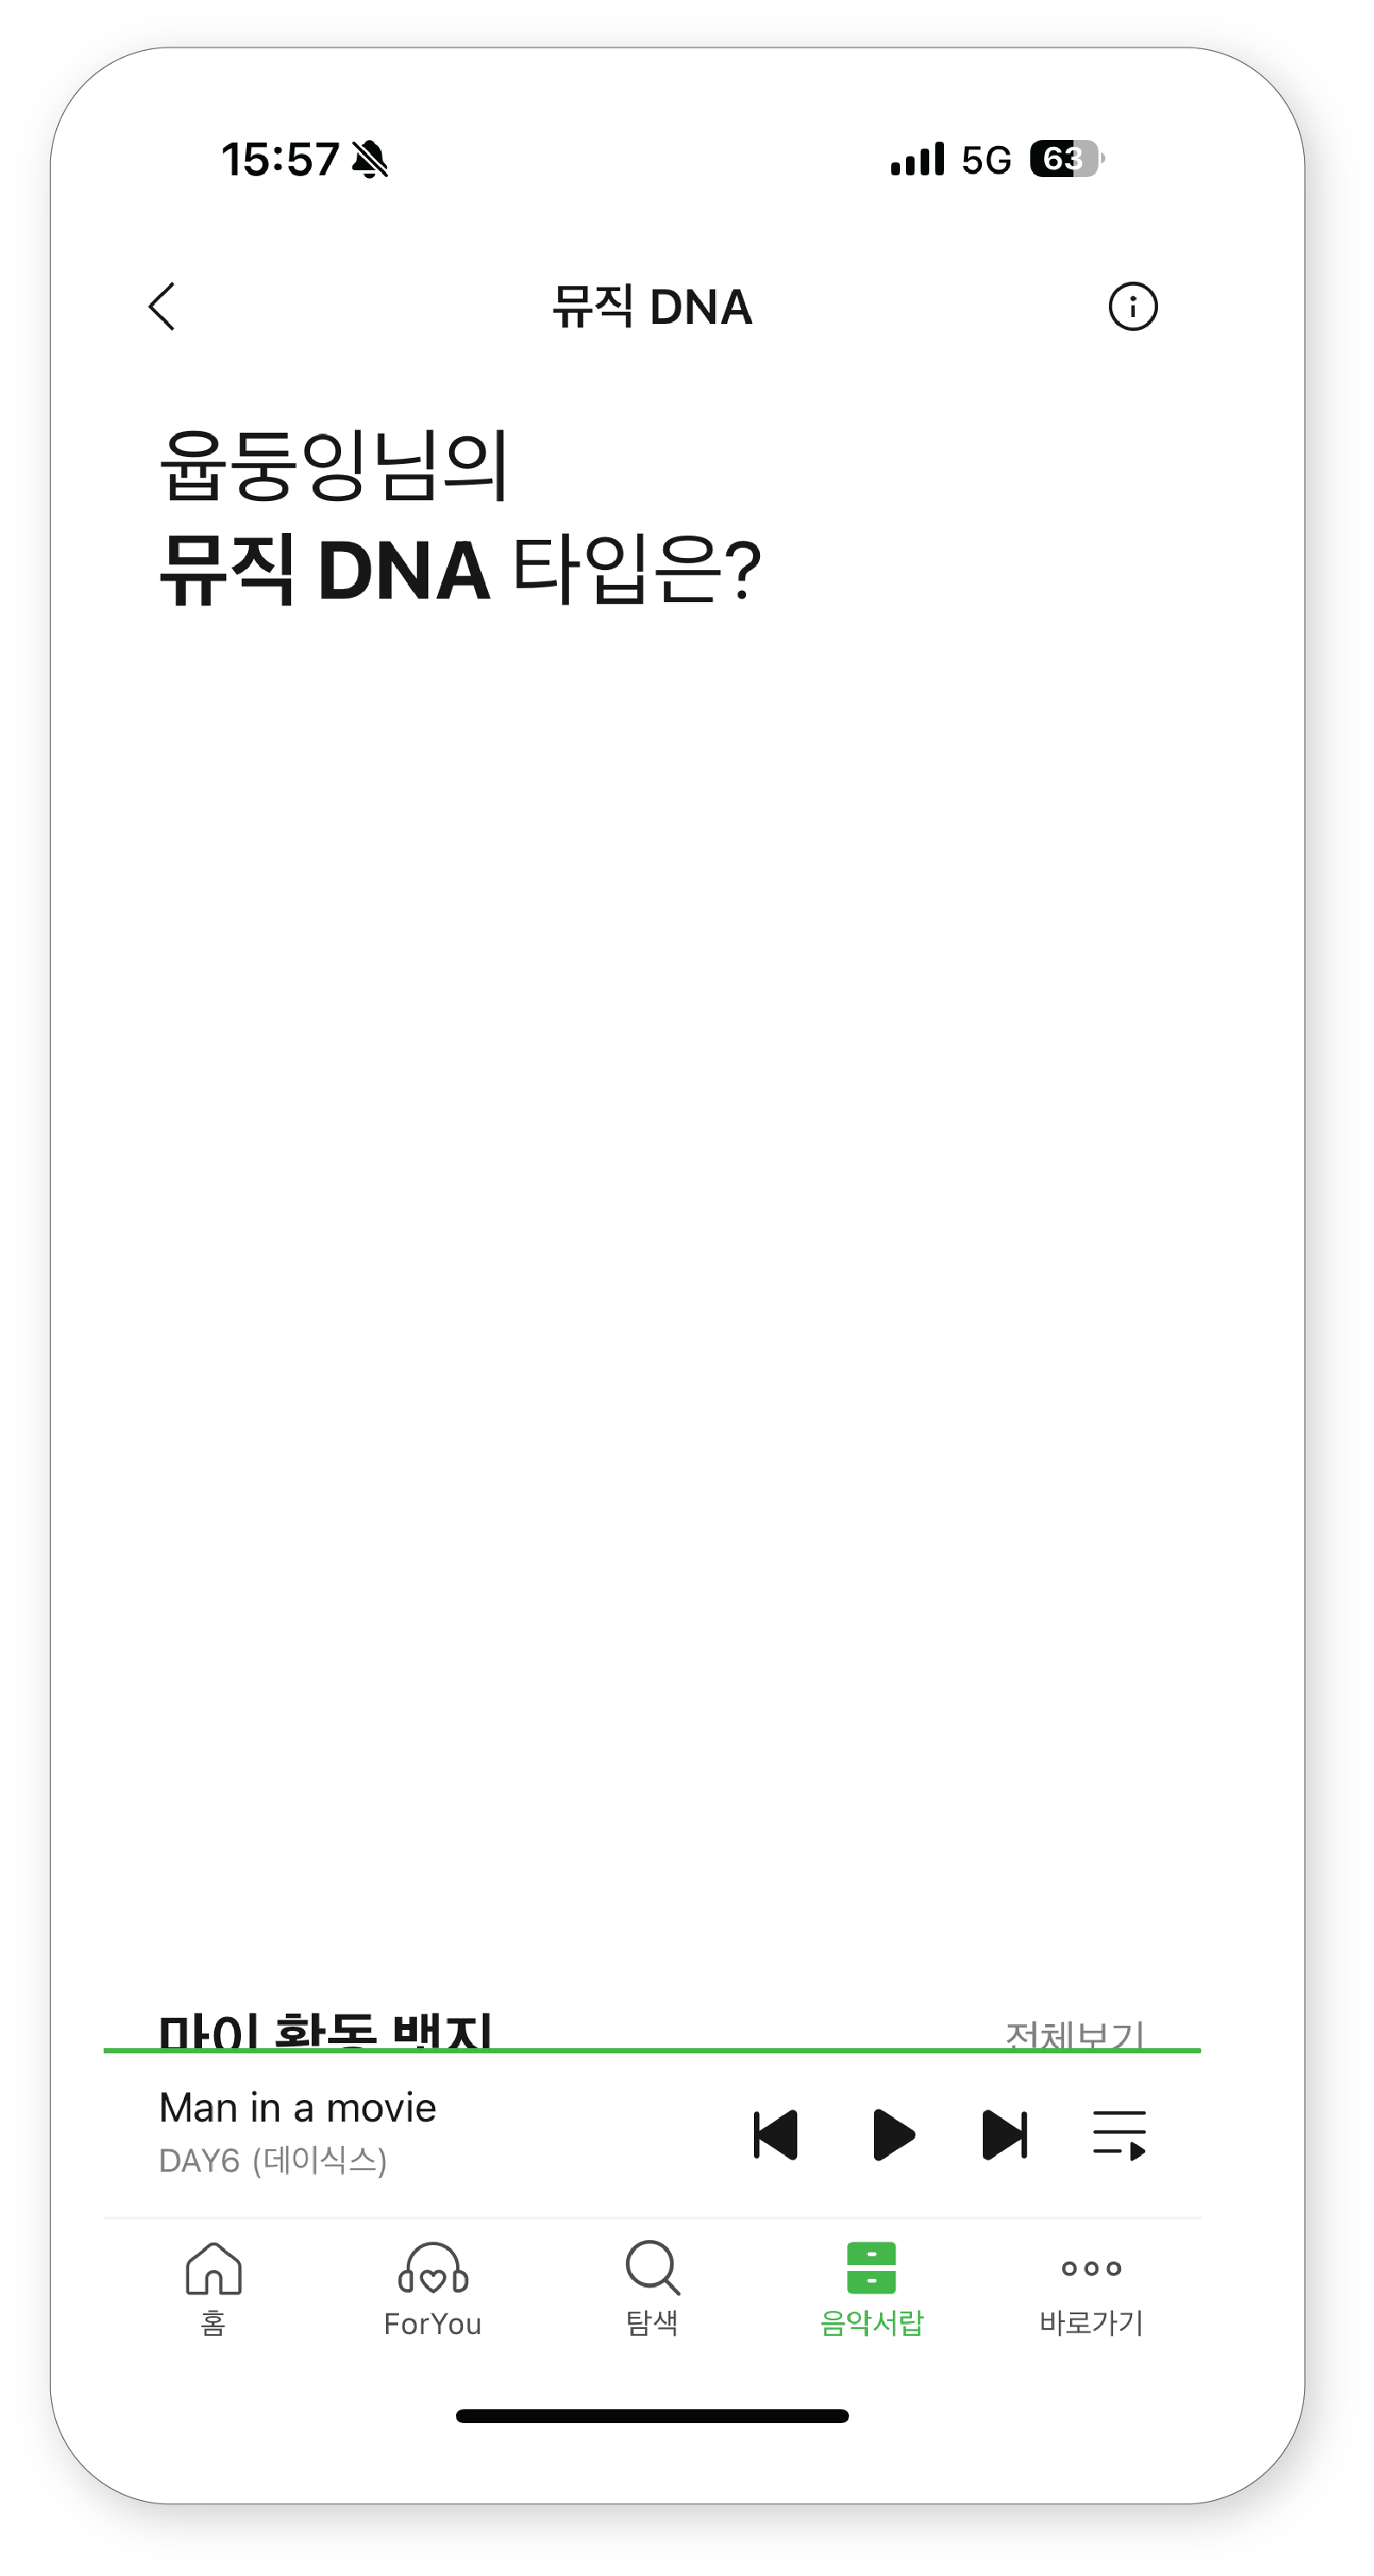 15:57
5G 63
뮤직 DNA
윱둥잉님의
뮤직 DNA 타입은?
마이 활동 뱃지 전체보기
Man in a movie
DAY6 (데이식스)
홈 ForYou 탐색 음악서랍 바로가기